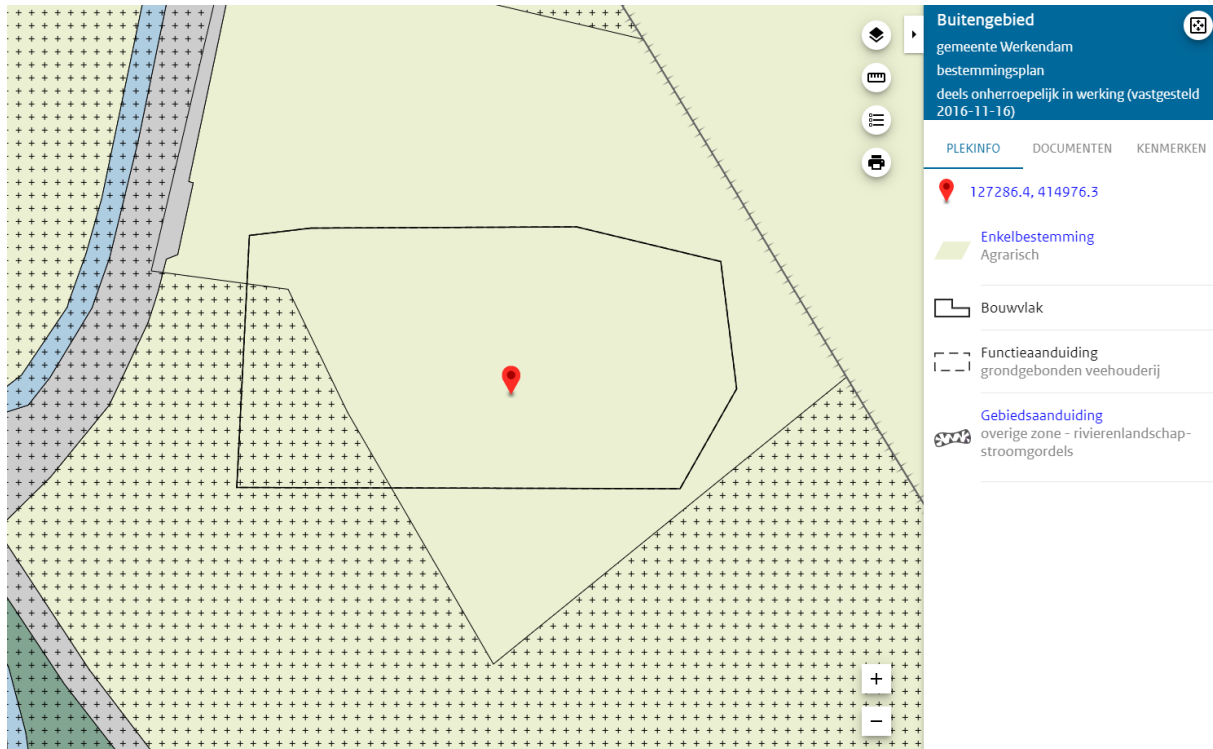 Buitengebied
gemeente Werkendam
bestemmingsplan
deels onherroepelijk in werking (vastgesteld
2016-11-16)
PLEKINFO DOCUMENTEN KENMERKEN
127286.4, 414976.3
Enkelbestemming
Agrarisch
Bouwvlak
Functieaanduiding
grondgebonden veehouderij
Gebiedsaanduiding
overige zone - rivierenlandschap-
stroomgordels